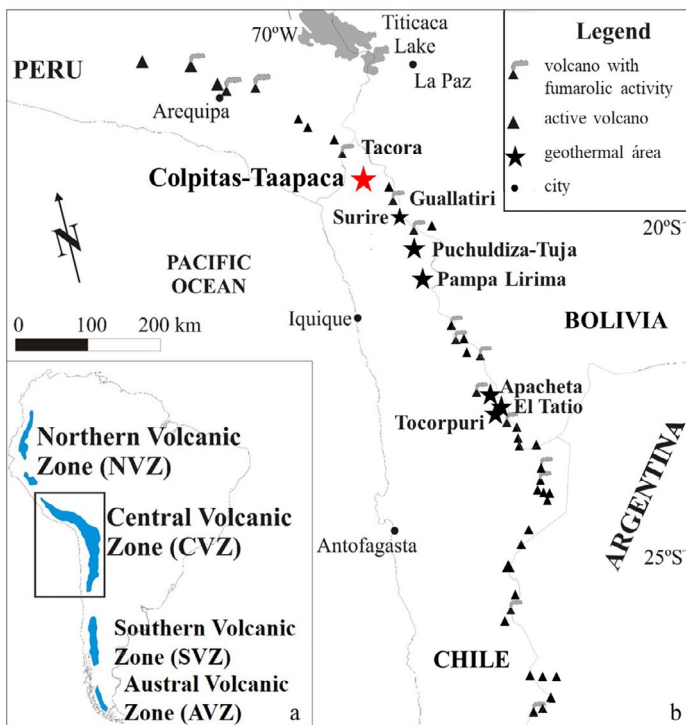 70ºW
Titicaca
Lake
La Paz
PERU
Arequipa
Tacora
Colpitas-Taapaca
Guallatiri
Surire
20ºS
Puchuldiza-Tuja
Pampa Lirima
N
PACIFIC
OCEAN
0 100 200 km
Iquique
BOLIVIA
Apacheta
El Tatio
Tocorpuri
ARGENTINA
Antofagasta
25ºS
CHILE
b
Legend
volcano with
fumarolic activity
active volcano
geothermal área
city
Northern Volcanic
Zone (NVZ)
Central Volcanic
Zone (CVZ)
Southern Volcanic
Zone (SVZ)
Austral Volcanic
Zone (AVZ)
a